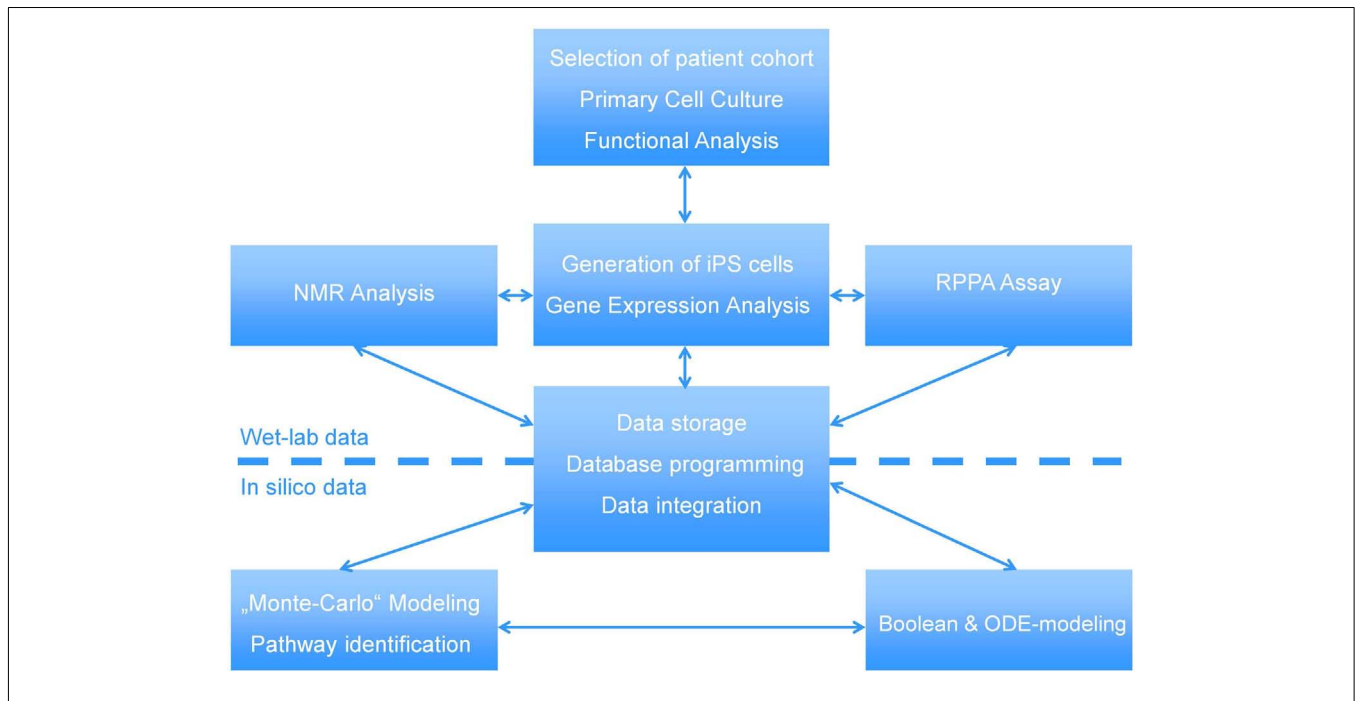 Selection of patient cohort
Primary Cell Culture
Functional Analysis
NMR Analysis
Generation of iPS cells
Gene Expression Analysis
RPPA Assay
Wet-lab data
In silico data
Data storage
Database programming
Data integration
„Monte-Carlo“ Modeling
Pathway identification
Boolean & ODE-modeling